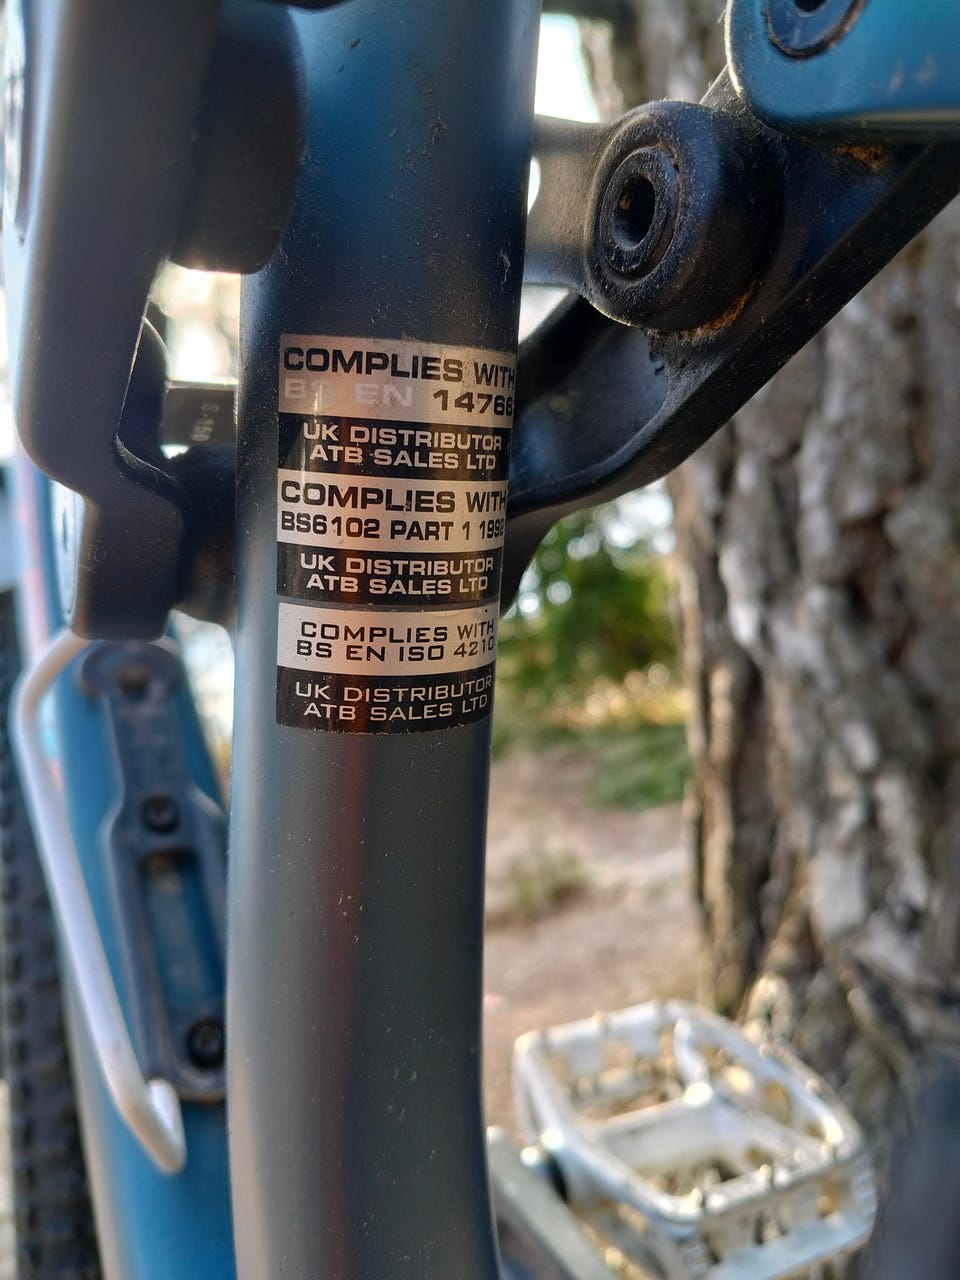 COMPLIES WITH
BS EN 14766
UK DISTRIBUTOR
ATB SALES LTD
COMPLIES WITH
BS6102 PART 1 1992
UK DISTRIBUTOR
ATB SALES LTD
COMPLIES WITH
BS EN ISO 4210
UK DISTRIBUTOR
ATB SALES LTD